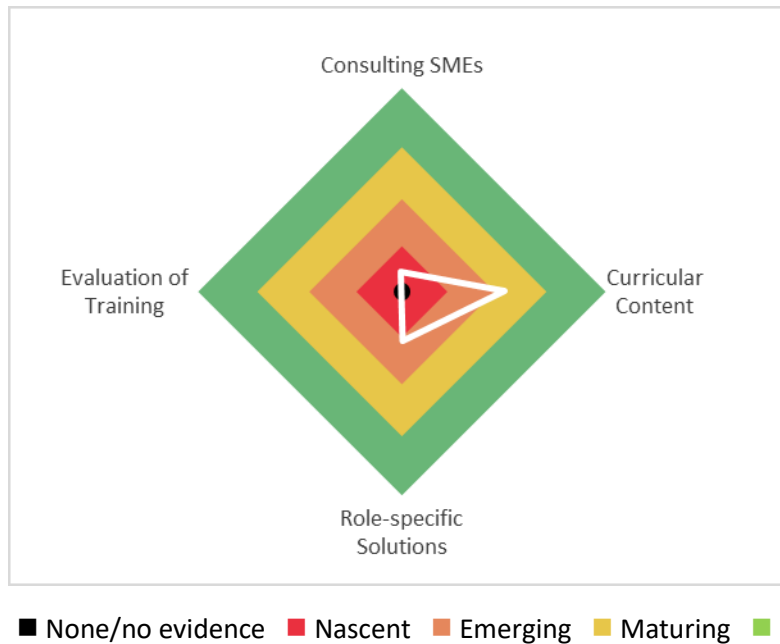 Consulting SMEs
Evaluation of
Training
Curricular
Content
Role-specific
Solutions
None/no evidence Nascent Emerging Maturing